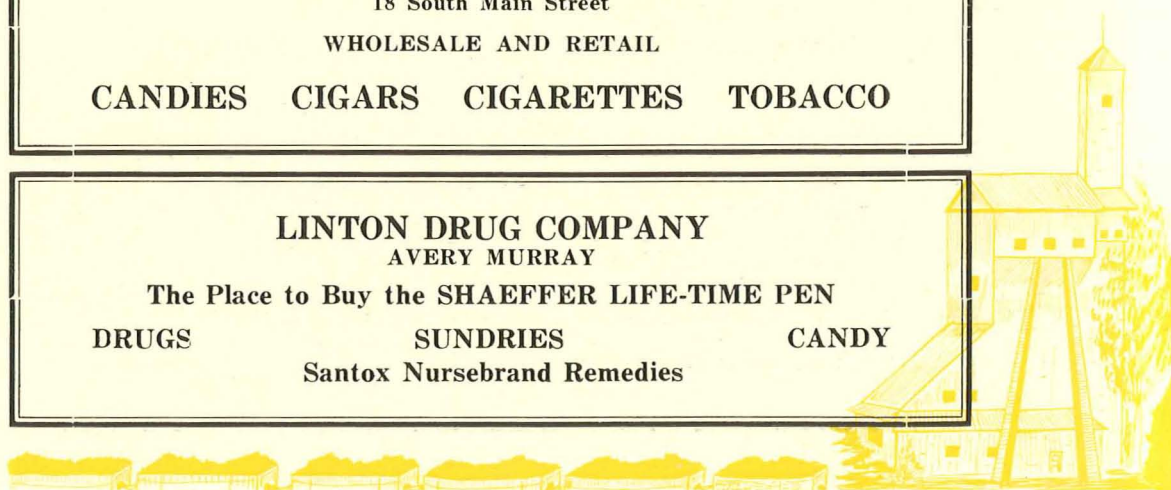 18 South Main Street
WHOLESALE AND RETAIL
CANDIES CIGARS CIGARETTES TOBACCO
LINTON DRUG COMPANY
AVERY MURRAY
The Place to Buy the SHAEFFER LIFE-TIME PEN
DRUGS SUNDRIES CANDY
Santox Nursebrand Remedies